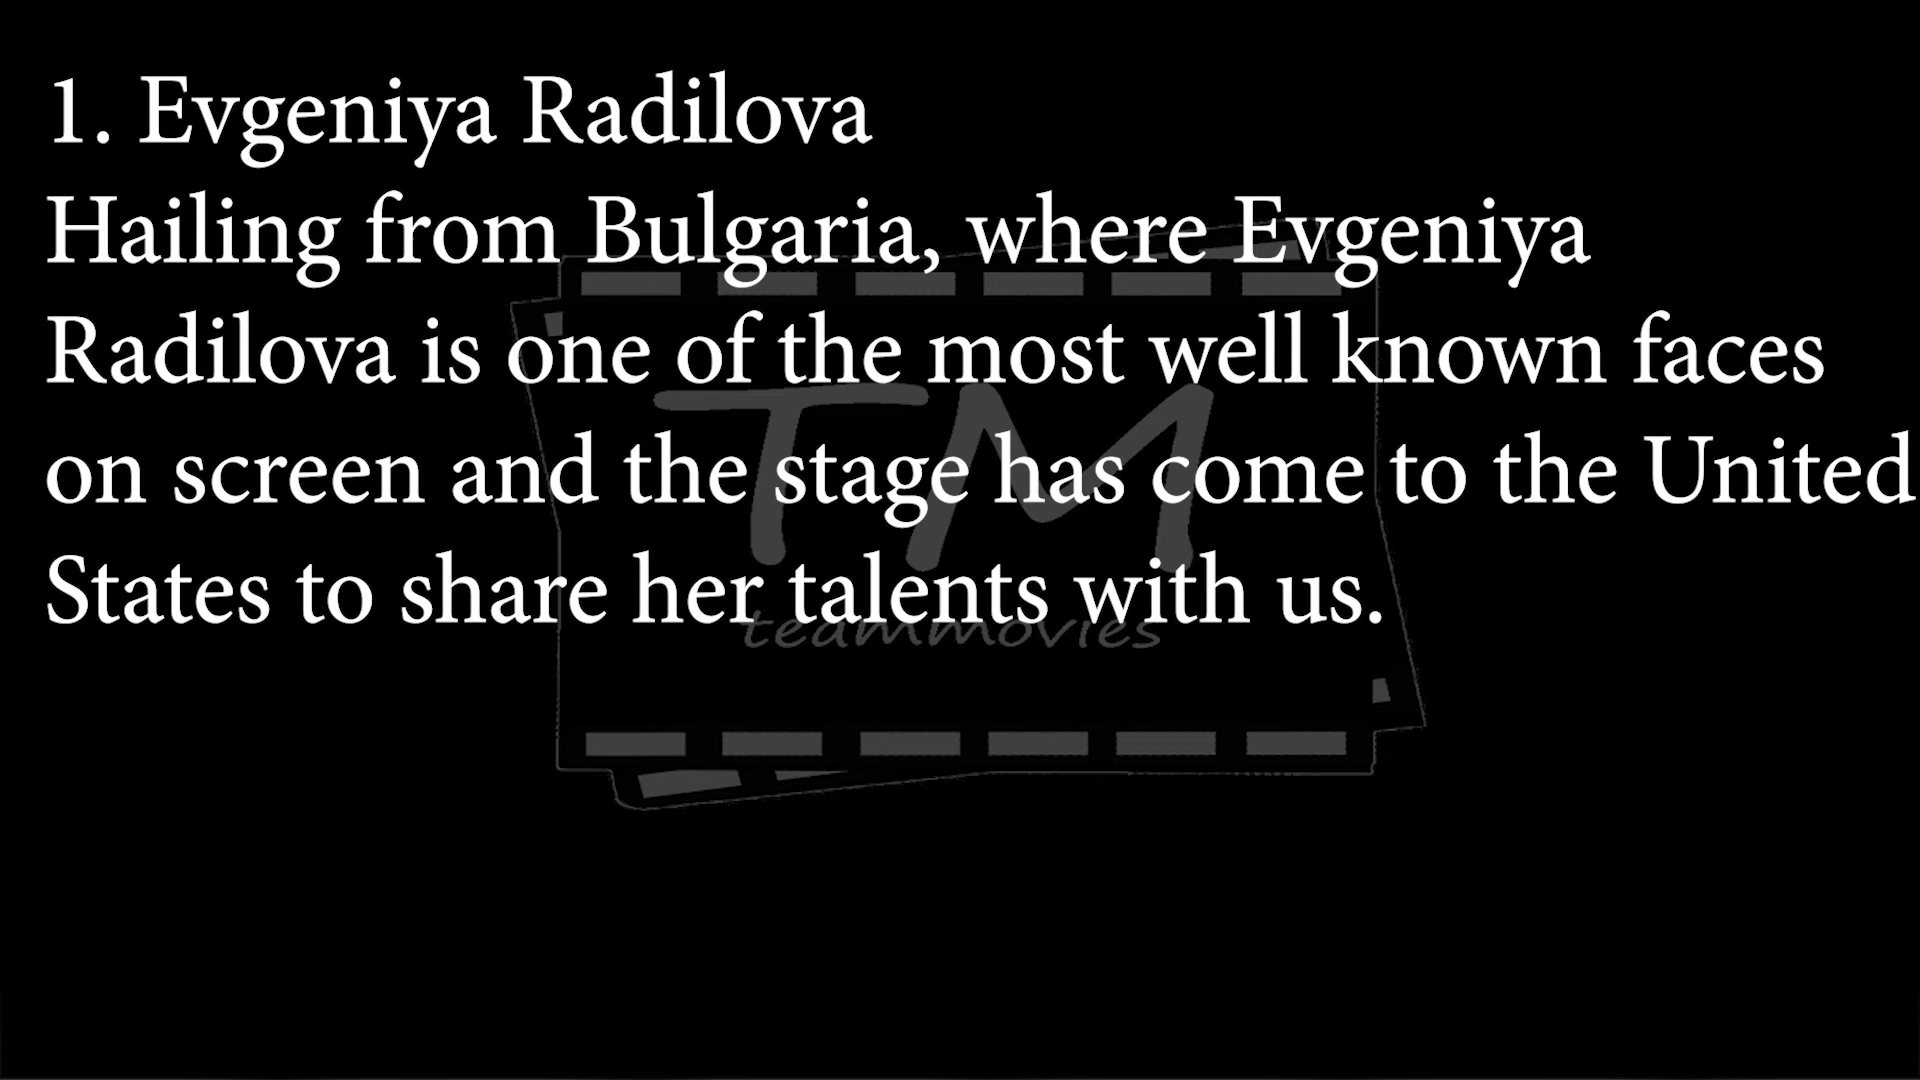 1. Evgeniya Radilova
Hailing from Bulgaria, where Evgeniya
Radilova is one of the most well known faces
on screen and the stage has come to the United
States to share her talents with us.
TM
teammovies